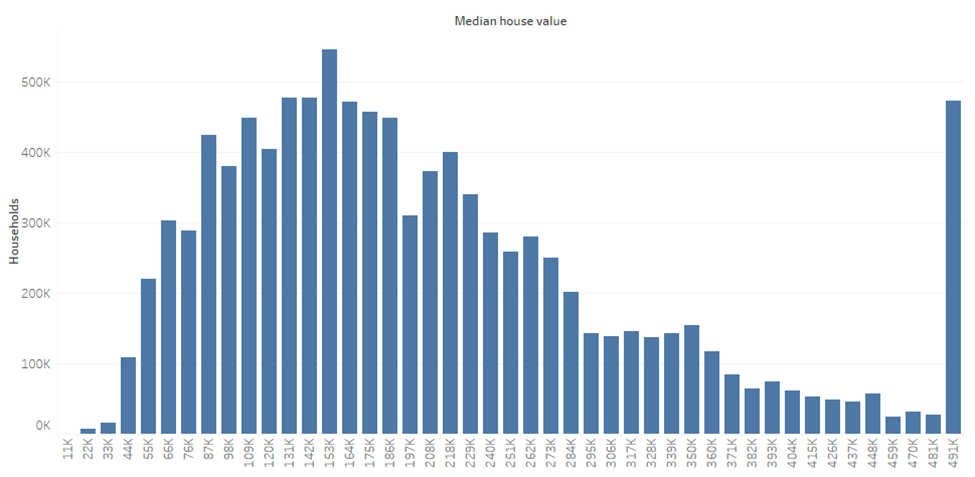 Median house value
Households
500K
400K
300K
200K
100K
0K
11K
22K
33K
44K
55K
66K
76K
87K
98K
109K
120K
131K
142K
153K
164K
175K
186K
197K
208K
218K
229K
240K
251K
262K
273K
284K
295K
306K
317K
328K
339K
350K
360K
371K
382K
393K
404K
415K
426K
437K
448K
459K
470K
481K
491K